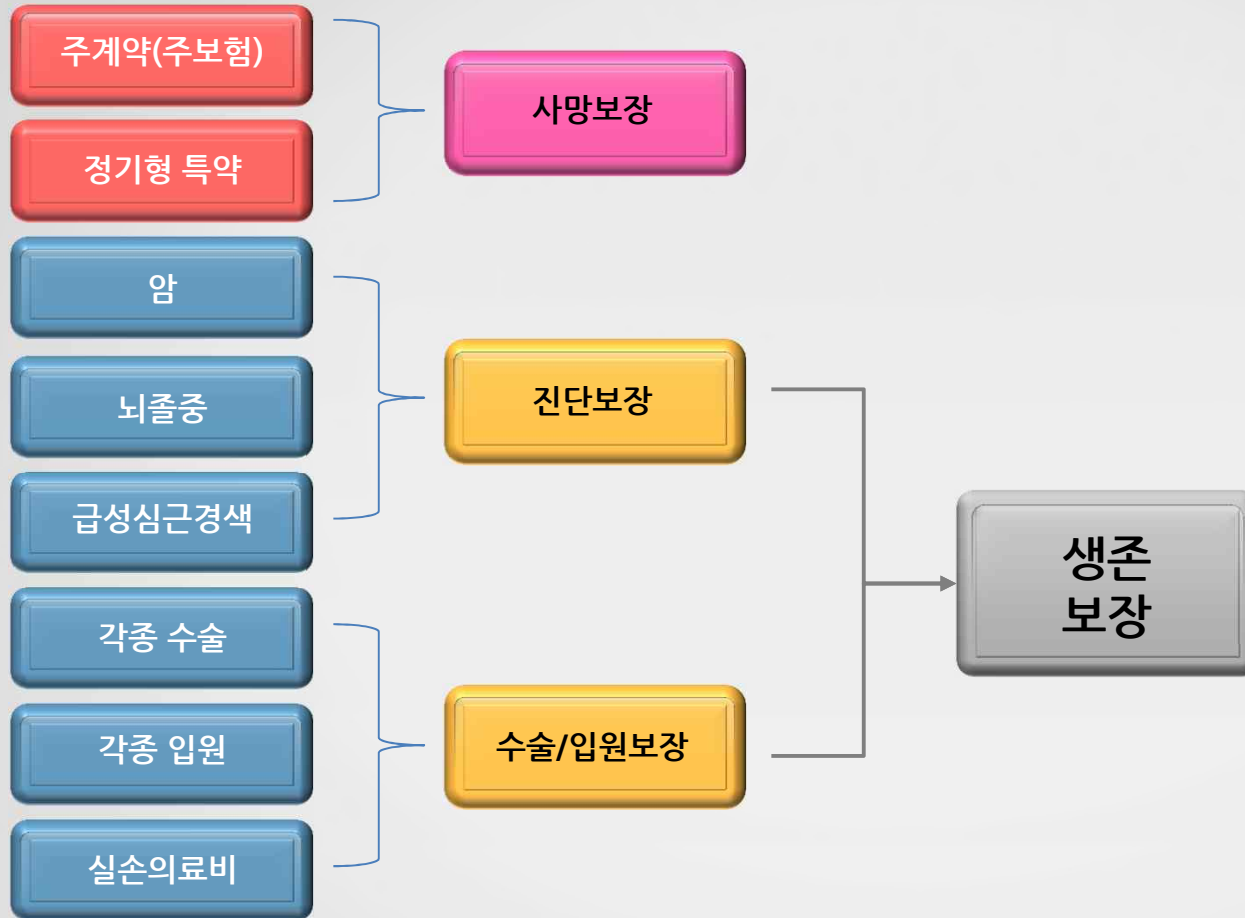 주계약(주보험)
정기형 특약
암
뇌졸중
급성심근경색
각종 수술
각종 입원
실손의료비
사망보장
진단보장
수술/입원보장
생존
보장